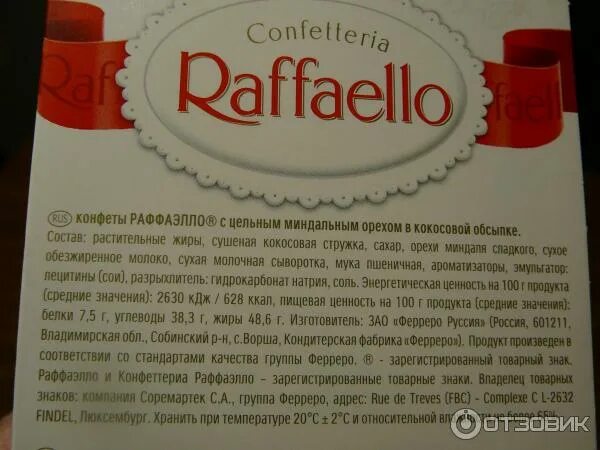 Confetteria
Raf Raffaello faello
RUS конфеты РАФФАЭЛЛО® с цельным миндальным орехом в кокосовой обсыпке.
Состав: растительные жиры, сушеная кокосовая стружка, сахар, орехи миндаля сладкого, сухое
обезжиренное молоко, сухая молочная сыворотка, мука пшеничная, ароматизаторы, эмульгатор:
лецитины (сои), разрыхлитель: гидрокарбонат натрия, соль. Энергетическая ценность на 100 г продукта
(средние значения): 2630 кДж / 628 ккал, пищевая ценность на 100 г продукта (средние значения):
белки 7,5 г, углеводы 38,3 г, жиры 48,6 г. Изготовитель: ЗАО «Ферреро Руссия» (Россия, 601211,
Владимирская обл., Собинский р-н, с.Ворша, Кондитерская фабрика «Ферреро»). Продукт произведен в
соответствии со стандартами качества группы Ферреро. ® - зарегистрированный товарный знак.
Раффаэлло и Конфеттериа Раффаэлло - зарегистрированные товарные знаки. Владелец товарных
знаков: компания Соремартек С.А., группа Ферреро, адрес: Rue de Treves (FBC) - Complexe C L-2632
FINDEL, Люксембург. Хранить при температуре 20°C ± 2°C и относительной влажности не более 65%.
ОТЗОВИК